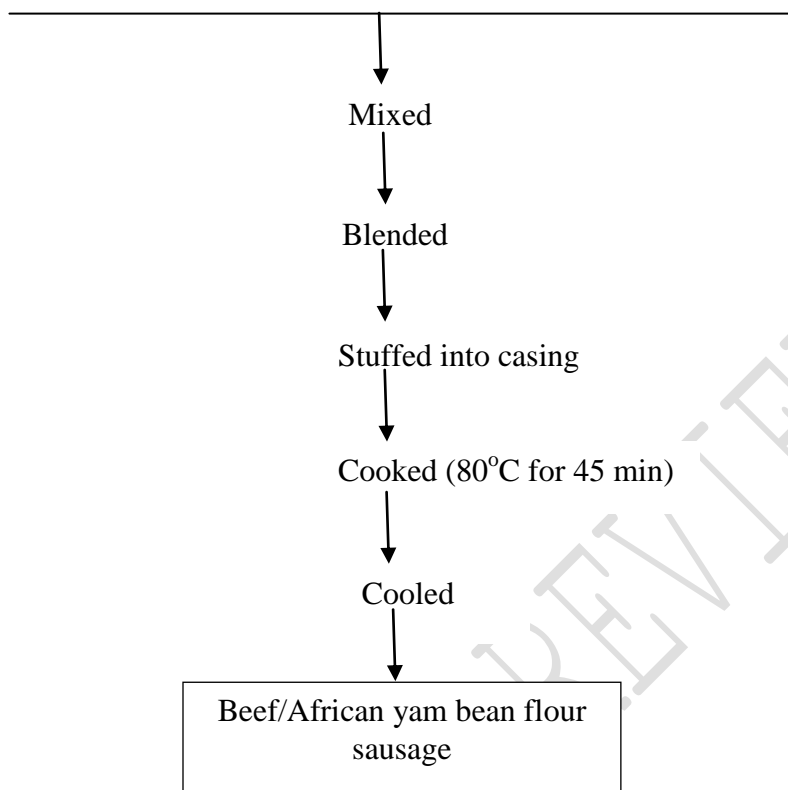 Mixed
Blended
Stuffed into casing
Cooked (80°C for 45 min)
Cooled
Beef/African yam bean flour
sausage